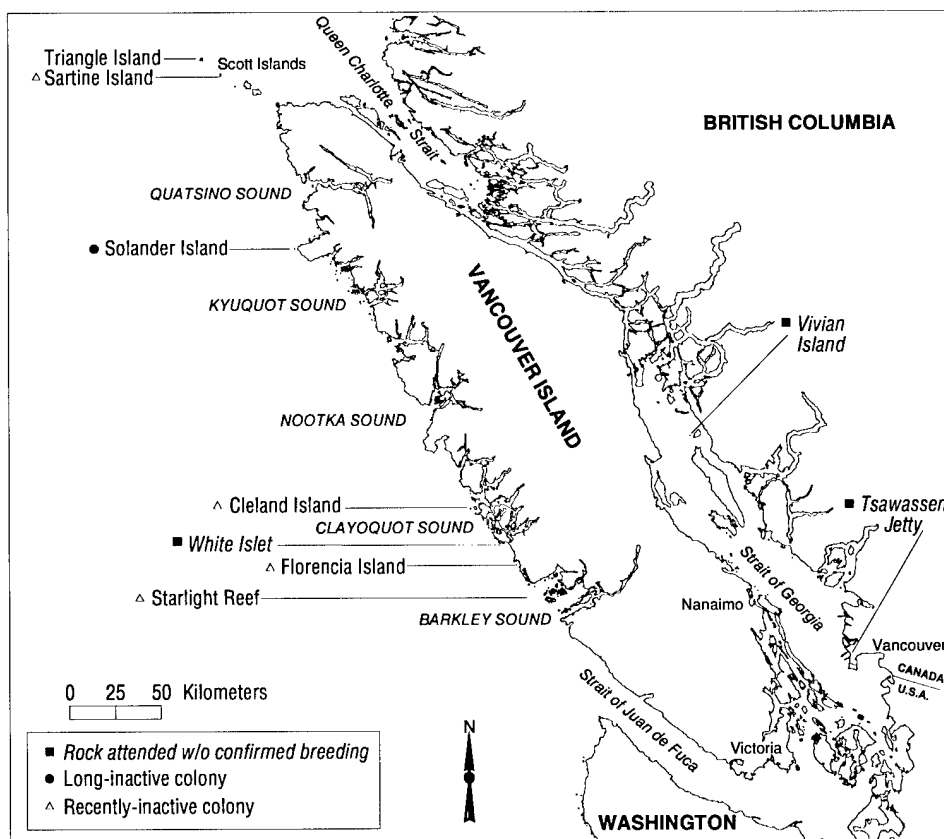 Triangle Island
Scott Islands
△ Sartine Island
Queen Charlotte
Strait
BRITISH COLUMBIA
QUATSINO SOUND
● Solander Island
KYUQUOT SOUND
VANCOUVER ISLAND
■ Vivian
Island
NOOTKA SOUND
△ Cleland Island
CLAYOQUOT SOUND
■ White Islet
△ Florencia Island
△ Starlight Reef
BARKLEY SOUND
■ Tsawassen
Jetty
Strait of Georgia
Nanaimo
Vancouver
CANADA
U.S.A.
0 25 50 Kilometers
Strait of Juan de Fuca
Victoria
N
■ Rock attended w/o confirmed breeding
● Long-inactive colony
△ Recently-inactive colony
WASHINGTON